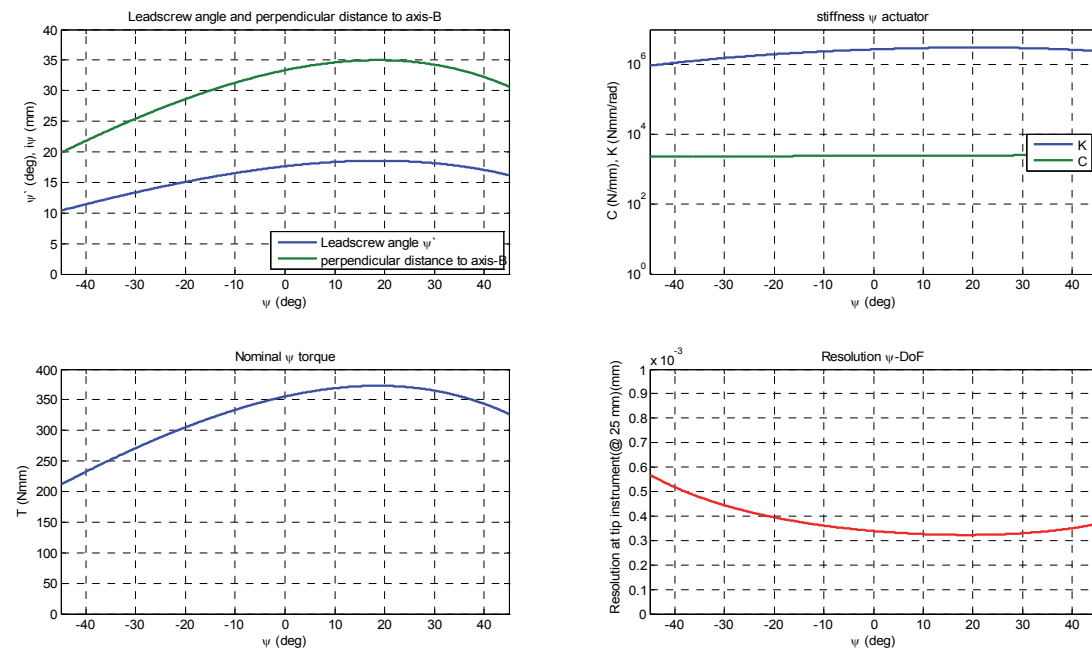 Leadscrew angle and perpendicular distance to axis-B
ψ` (deg), iψ (mm)
40
35
30
25
20
15
10
5
0
-40 -30 -20 -10 0 10 20 30 40
ψ (deg)
Leadscrew angle ψ`
perpendicular distance to axis-B
stiffness ψ actuator
C (N/mm), K (Nmm/rad)
10^6
10^4
10^2
10^0
-40 -30 -20 -10 0 10 20 30 40
ψ (deg)
K
C
Nominal ψ torque
T (Nmm)
400
350
300
250
200
150
100
50
0
-40 -30 -20 -10 0 10 20 30 40
ψ (deg)
Resolution ψ-DoF
x 10^-3
Resolution at tip instrument(@ 25 mm)(mm)
1
0.9
0.8
0.7
0.6
0.5
0.4
0.3
0.2
0.1
0
-40 -30 -20 -10 0 10 20 30 40
ψ (deg)